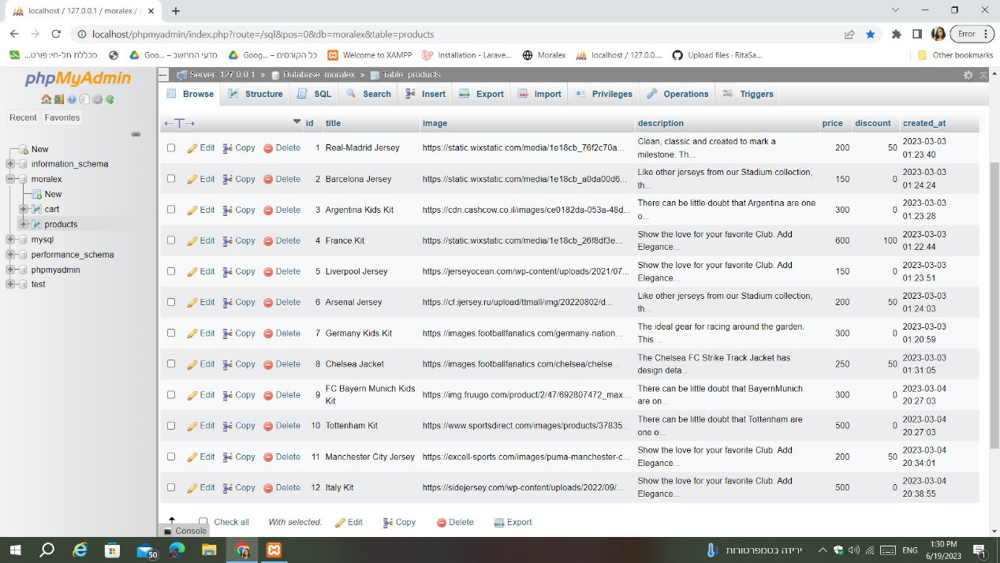 localhost / 127.0.0.1 / moralex / p
localhost/phpmyadmin/index.php?route=/sql&pos=0&db=moralex&table=products
Error
מכללת תל-חי: פורט...
Goo... – מדעי המחשב
Goog... – כל הקורסים
Welcome to XAMPP
Installation - Larave...
Moralex
localhost / 127.0.0....
Upload files · RitaSa...
Other bookmarks
phpMyAdmin
Recent Favorites
New
information_schema
moralex
New
cart
products
mysql
performance_schema
phpmyadmin
test
Server: 127.0.0.1 » Database: moralex » Table: products
Browse Structure SQL Search Insert Export Import Privileges Operations Triggers
←T→ id title image description price discount created_at
Edit Copy Delete 1 Real-Madrid Jersey https://static.wixstatic.com/media/1e18cb_76f2c70a... Clean, classic and created to mark a milestone. Th... 200 50 2023-03-03 01:23:40
Edit Copy Delete 2 Barcelona Jersey https://static.wixstatic.com/media/1e18cb_a0da00d6... Like other jerseys from our Stadium collection, th... 150 0 2023-03-03 01:24:24
Edit Copy Delete 3 Argentina Kids Kit https://cdn.cashcow.co.il/images/ce0182da-053a-48d... There can be little doubt that Argentina are one o... 300 0 2023-03-03 01:23:28
Edit Copy Delete 4 France Kit https://static.wixstatic.com/media/1e18cb_26f8df3e... Show the love for your favorite Club. Add Elegance... 600 100 2023-03-03 01:22:44
Edit Copy Delete 5 Liverpool Jersey https://jerseyocean.com/wp-content/uploads/2021/07... Show the love for your favorite Club. Add Elegance... 150 0 2023-03-03 01:23:51
Edit Copy Delete 6 Arsenal Jersey https://cf.ijersey.ru/upload/ttmall/img/20220802/d... Like other jerseys from our Stadium collection, th... 200 50 2023-03-03 01:24:03
Edit Copy Delete 7 Germany Kids Kit https://images.footballfanatics.com/germany-nation... The ideal gear for racing around the garden. This ... 300 0 2023-03-03 01:20:59
Edit Copy Delete 8 Chelsea Jacket https://images.footballfanatics.com/chelsea/chelse... The Chelsea FC Strike Track Jacket has design deta... 250 50 2023-03-03 01:31:05
Edit Copy Delete 9 FC Bayern Munich Kids Kit https://img.fruugo.com/product/2/47/692807472_max.... There can be little doubt that BayernMunich are on... 300 0 2023-03-04 20:27:03
Edit Copy Delete 10 Tottenham Kit https://www.sportsdirect.com/images/products/37835... There can be little doubt that Tottenham are one o... 500 0 2023-03-04 20:27:03
Edit Copy Delete 11 Manchester City Jersey https://excell-sports.com/images/puma-manchester-c... Show the love for your favorite Club. Add Elegance... 200 50 2023-03-04 20:34:01
Edit Copy Delete 12 Italy Kit https://sidejersey.com/wp-content/uploads/2022/09/... Show the love for your favorite Club. Add Elegance... 500 0 2023-03-04 20:38:55
Check all With selected: Edit Copy Delete Export
Console
50
ירידה בטמפרטורות
ENG
1:30 PM
6/19/2023
1